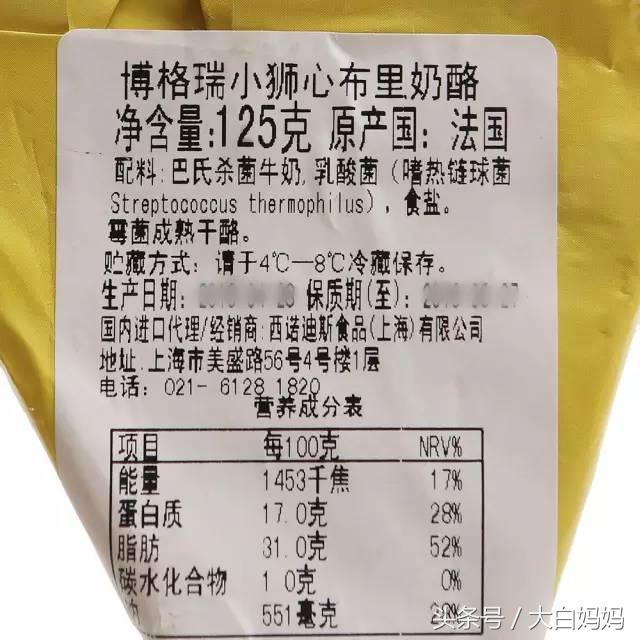 博格瑞小狮心布里奶酪
净含量:125克 原产国: 法国
配料:巴氏杀菌牛奶,乳酸菌(嗜热链球菌
Streptococcus thermophilus),食盐。
霉菌成熟干酪。
贮藏方式: 请于4℃—8℃冷藏保存。
生产日期: 保质期(至):
国内进口代理/经销商:西诺迪斯食品(上海)有限公司
地址:上海市美盛路56号4号楼1层
电话: 021- 6128 1820
营养成分表
项目 每100克 NRV%
能量 1453千焦 17%
蛋白质 17.0克 28%
脂肪 31.0克 52%
碳水化合物 1.0克 0%
551毫克
头条号 / 大白妈妈